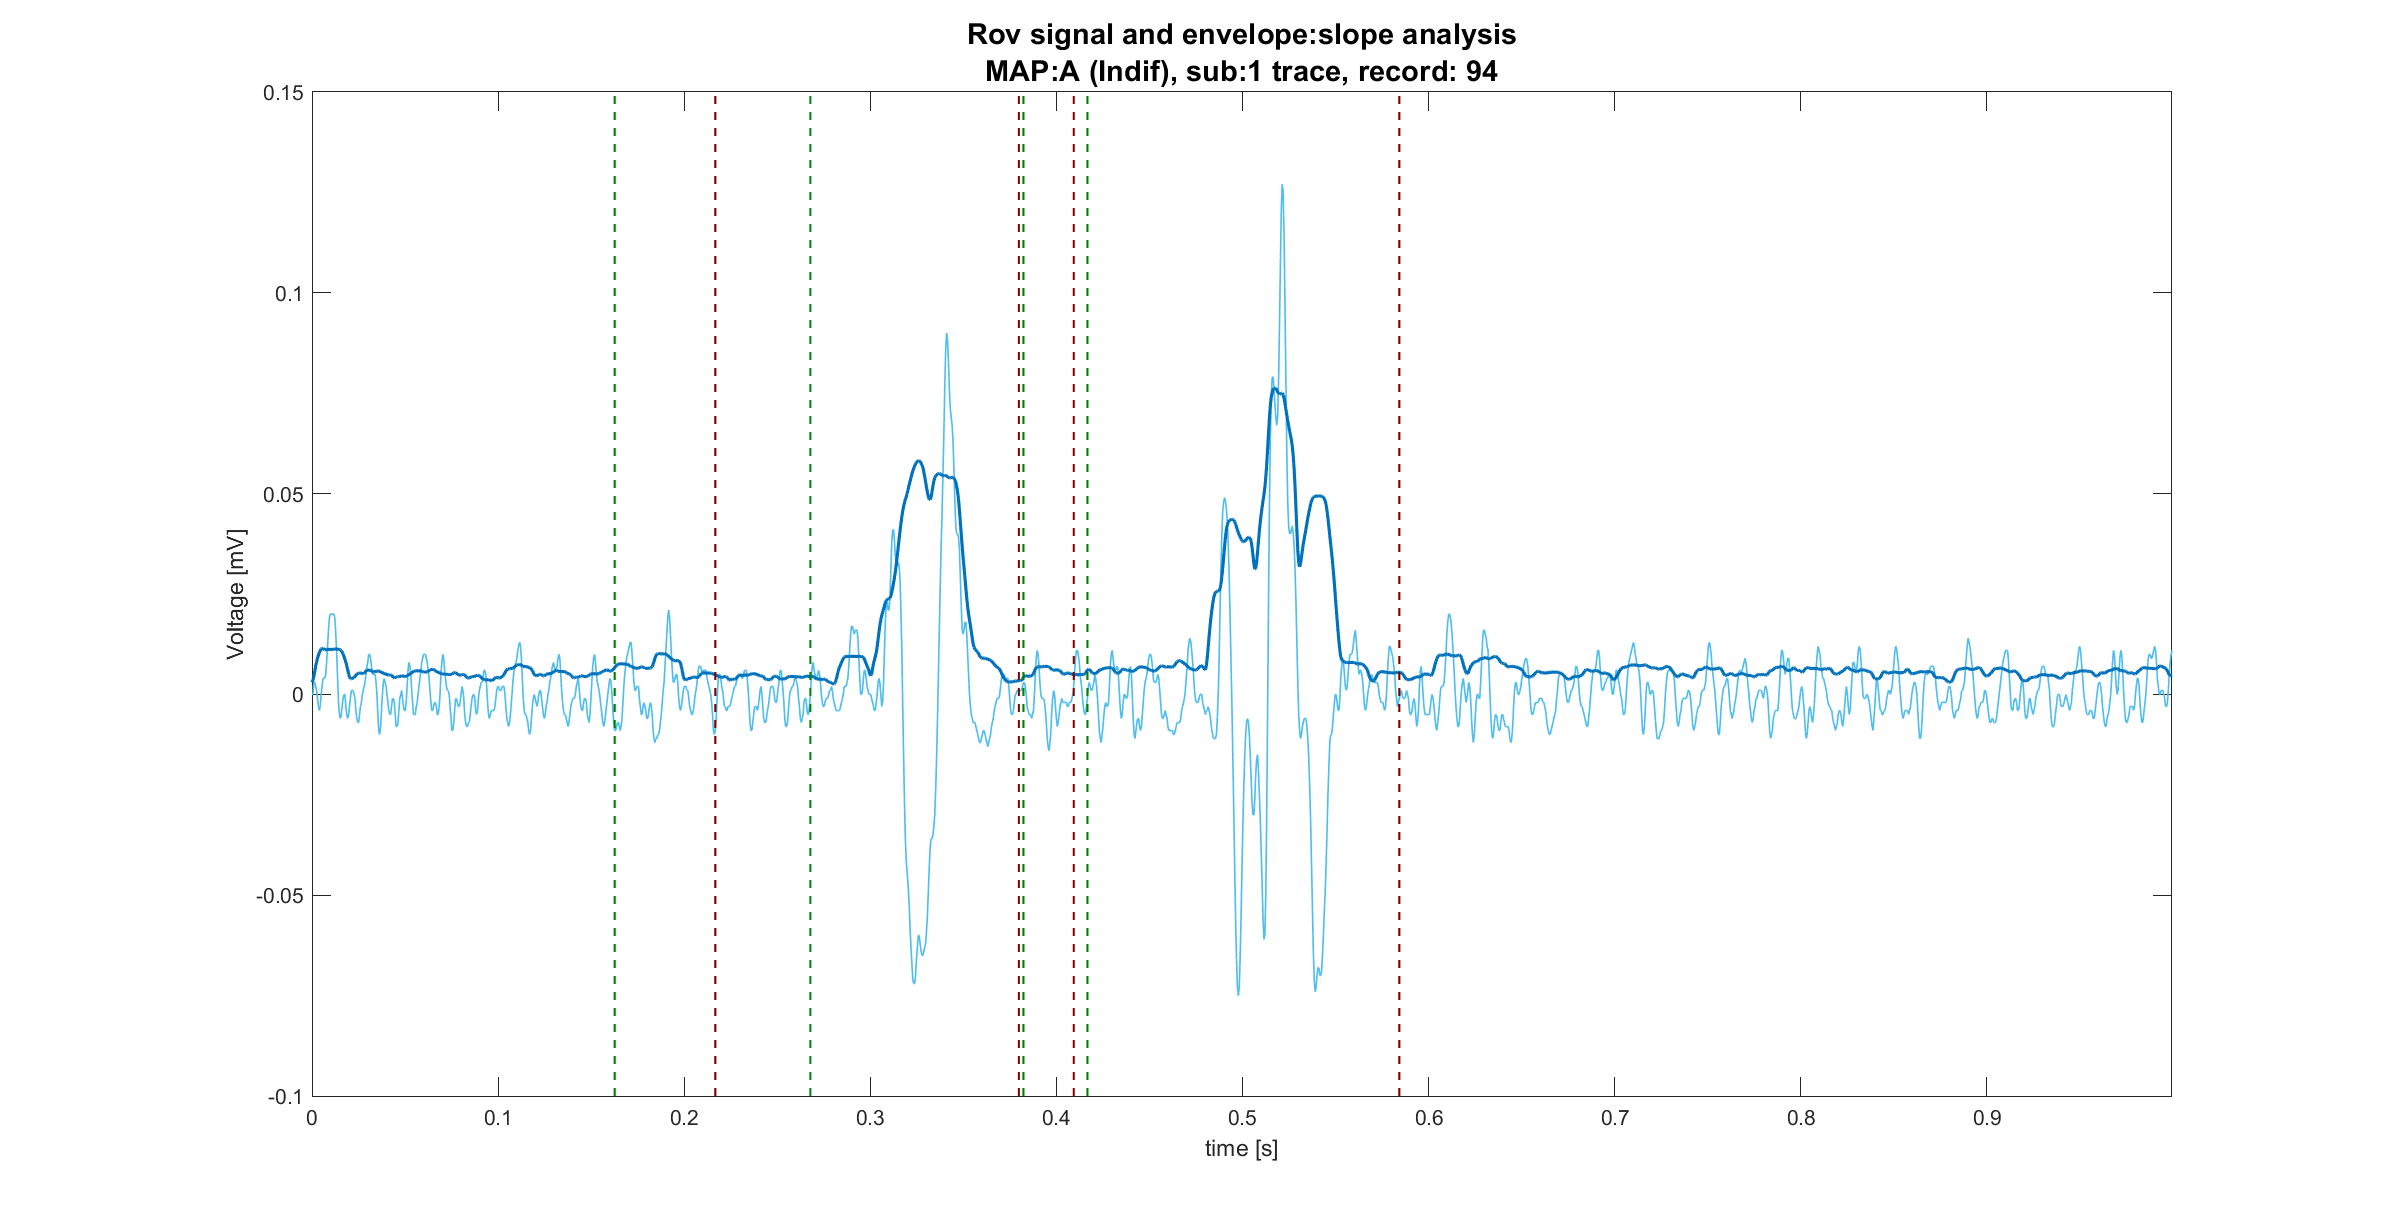 Rov signal and envelope:slope analysis
MAP:A (Indif), sub:1 trace, record: 94
0.15
0.1
0.05
0
-0.05
-0.1
Voltage [mV]
0 0.1 0.2 0.3 0.4 0.5 0.6 0.7 0.8 0.9
time [s]